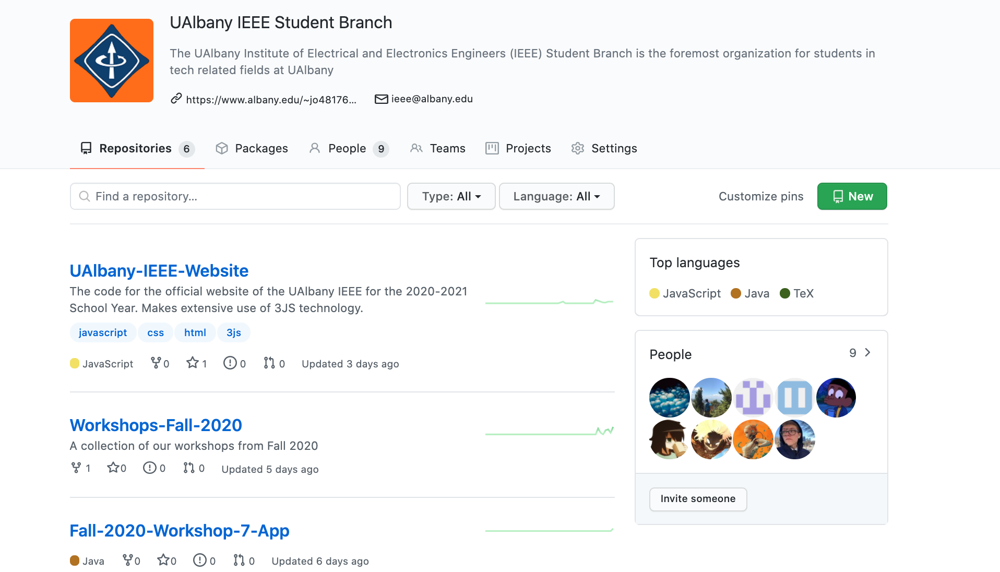 UAlbany IEEE Student Branch
The UAlbany Institute of Electrical and Electronics Engineers (IEEE) Student Branch is the foremost organization for students in
tech related fields at UAlbany
https://www.albany.edu/~jo48176... ieee@albany.edu
Repositories 6 Packages People 9 Teams Projects Settings
Find a repository... Type: All Language: All Customize pins New
UAlbany-IEEE-Website
The code for the official website of the UAlbany IEEE for the 2020-2021
School Year. Makes extensive use of 3JS technology.
javascript css html 3js
JavaScript 0 1 0 0 Updated 3 days ago
Workshops-Fall-2020
A collection of our workshops from Fall 2020
1 0 0 0 Updated 5 days ago
Fall-2020-Workshop-7-App
Java 0 0 0 0 Updated 6 days ago
Top languages
JavaScript Java TeX
People 9
Invite someone